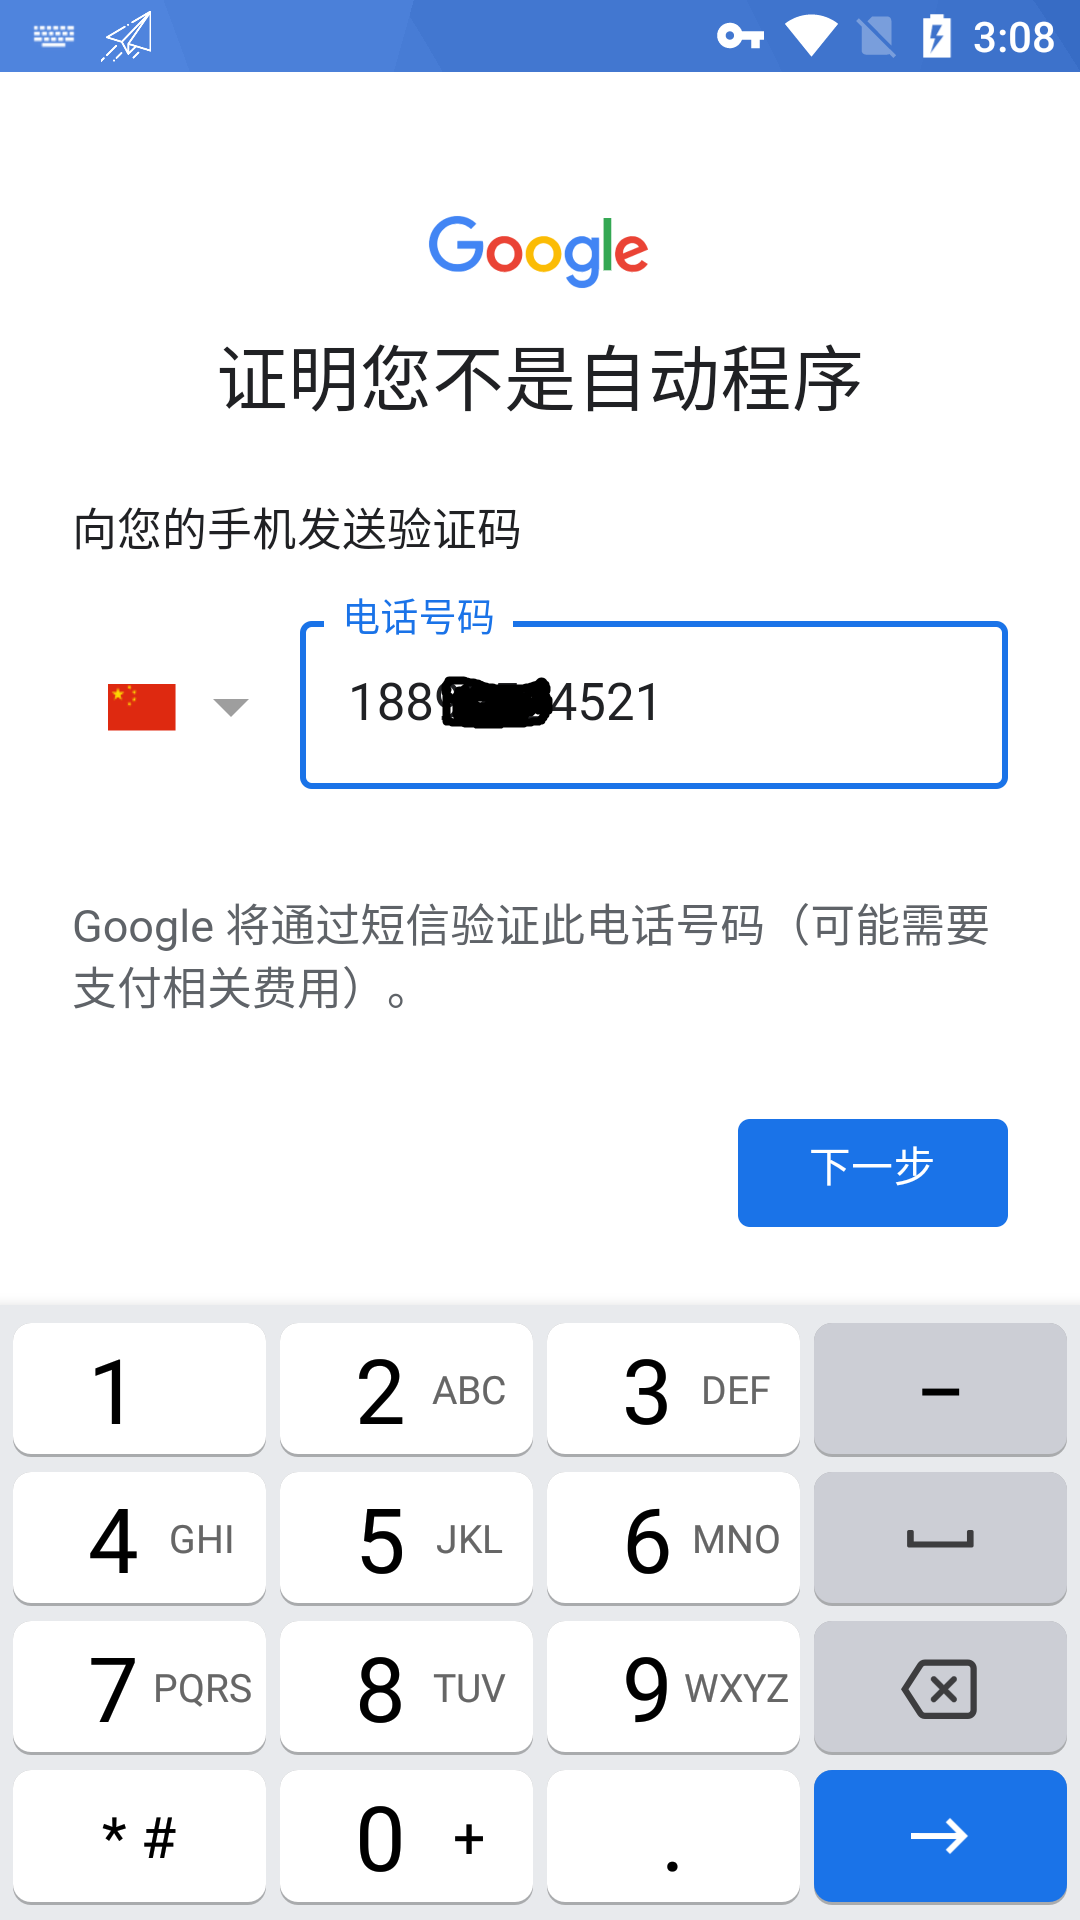 3:08
Google
证明您不是自动程序
向您的手机发送验证码
电话号码
188 4521
Google 将通过短信验证此电话号码（可能需要
支付相关费用）。
下一步
1 2 ABC 3 DEF –
4 GHI 5 JKL 6 MNO
7 PQRS 8 TUV 9 WXYZ
* # 0 + .